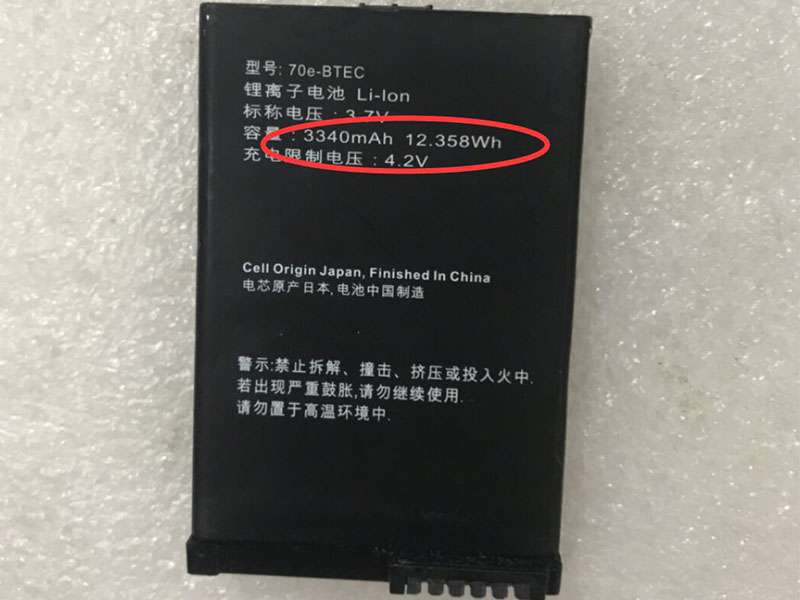 型号: 70e-BTEC
锂离子电池 Li-Ion
标称电压 : 3.7V
容量 : 3340mAh 12.358Wh
充电限制电压 : 4.2V
Cell Origin Japan, Finished In China
电芯原产日本,电池中国制造
警示:禁止拆解、撞击、挤压或投入火中.
若出现严重鼓胀,请勿继续使用.
请勿置于高温环境中.